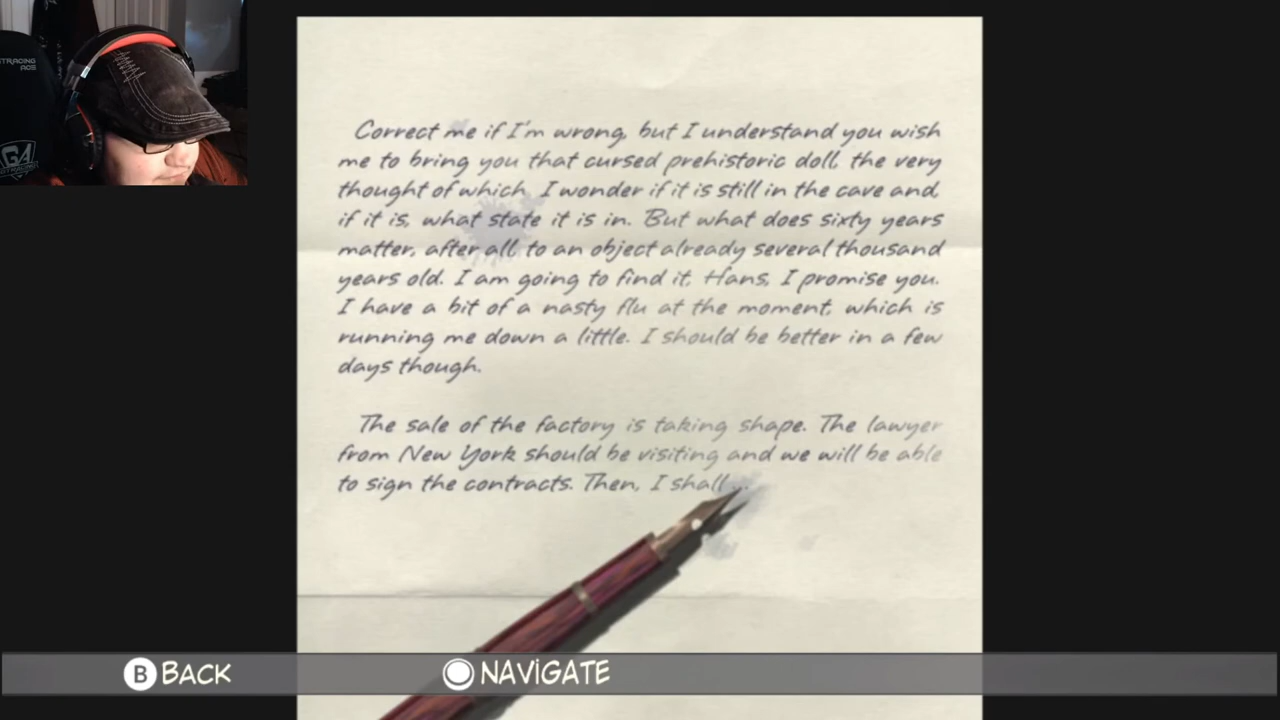 GTRACING
ACE
GA
GTRACING
Correct me if I'm wrong, but I understand you wish
me to bring you that cursed prehistoric doll, the very
thought of which. I wonder if it is still in the cave and,
if it is, what state it is in. But what does sixty years
matter, after all, to an object already several thousand
years old. I am going to find it, Hans, I promise you.
I have a bit of a nasty flu at the moment, which is
running me down a little. I should be better in a few
days though.
The sale of the factory is taking shape. The lawyer
from New York should be visiting and we will be able
to sign the contracts. Then, I shall...
B BACK
NAVIGATE